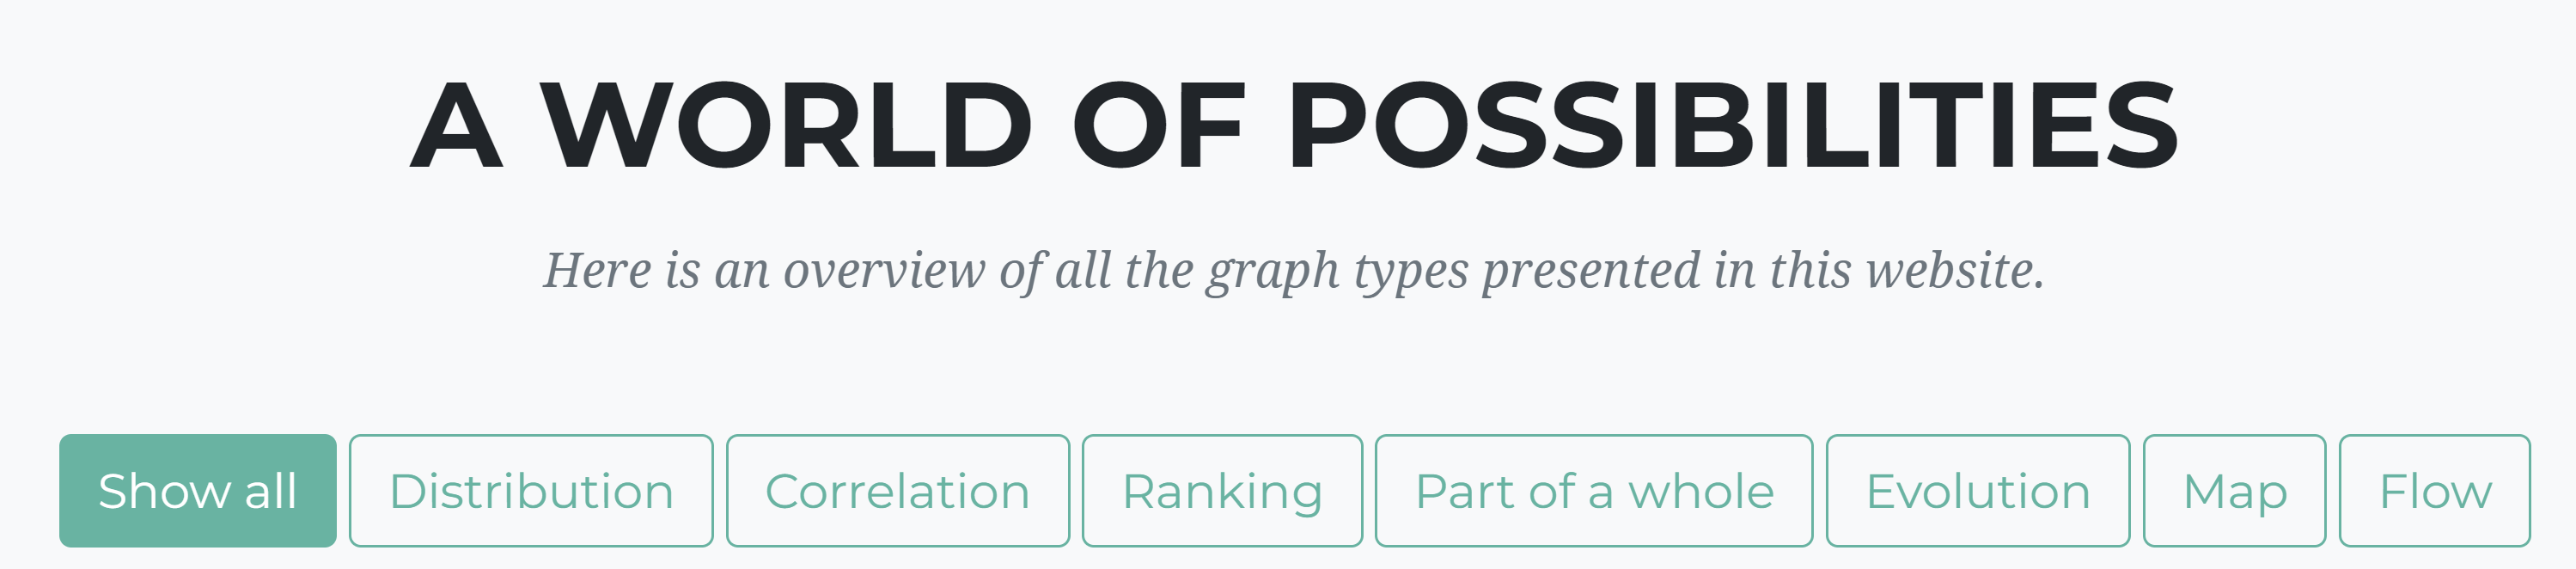 A WORLD OF POSSIBILITIES
Here is an overview of all the graph types presented in this website.
Show all Distribution Correlation Ranking Part of a whole Evolution Map Flow